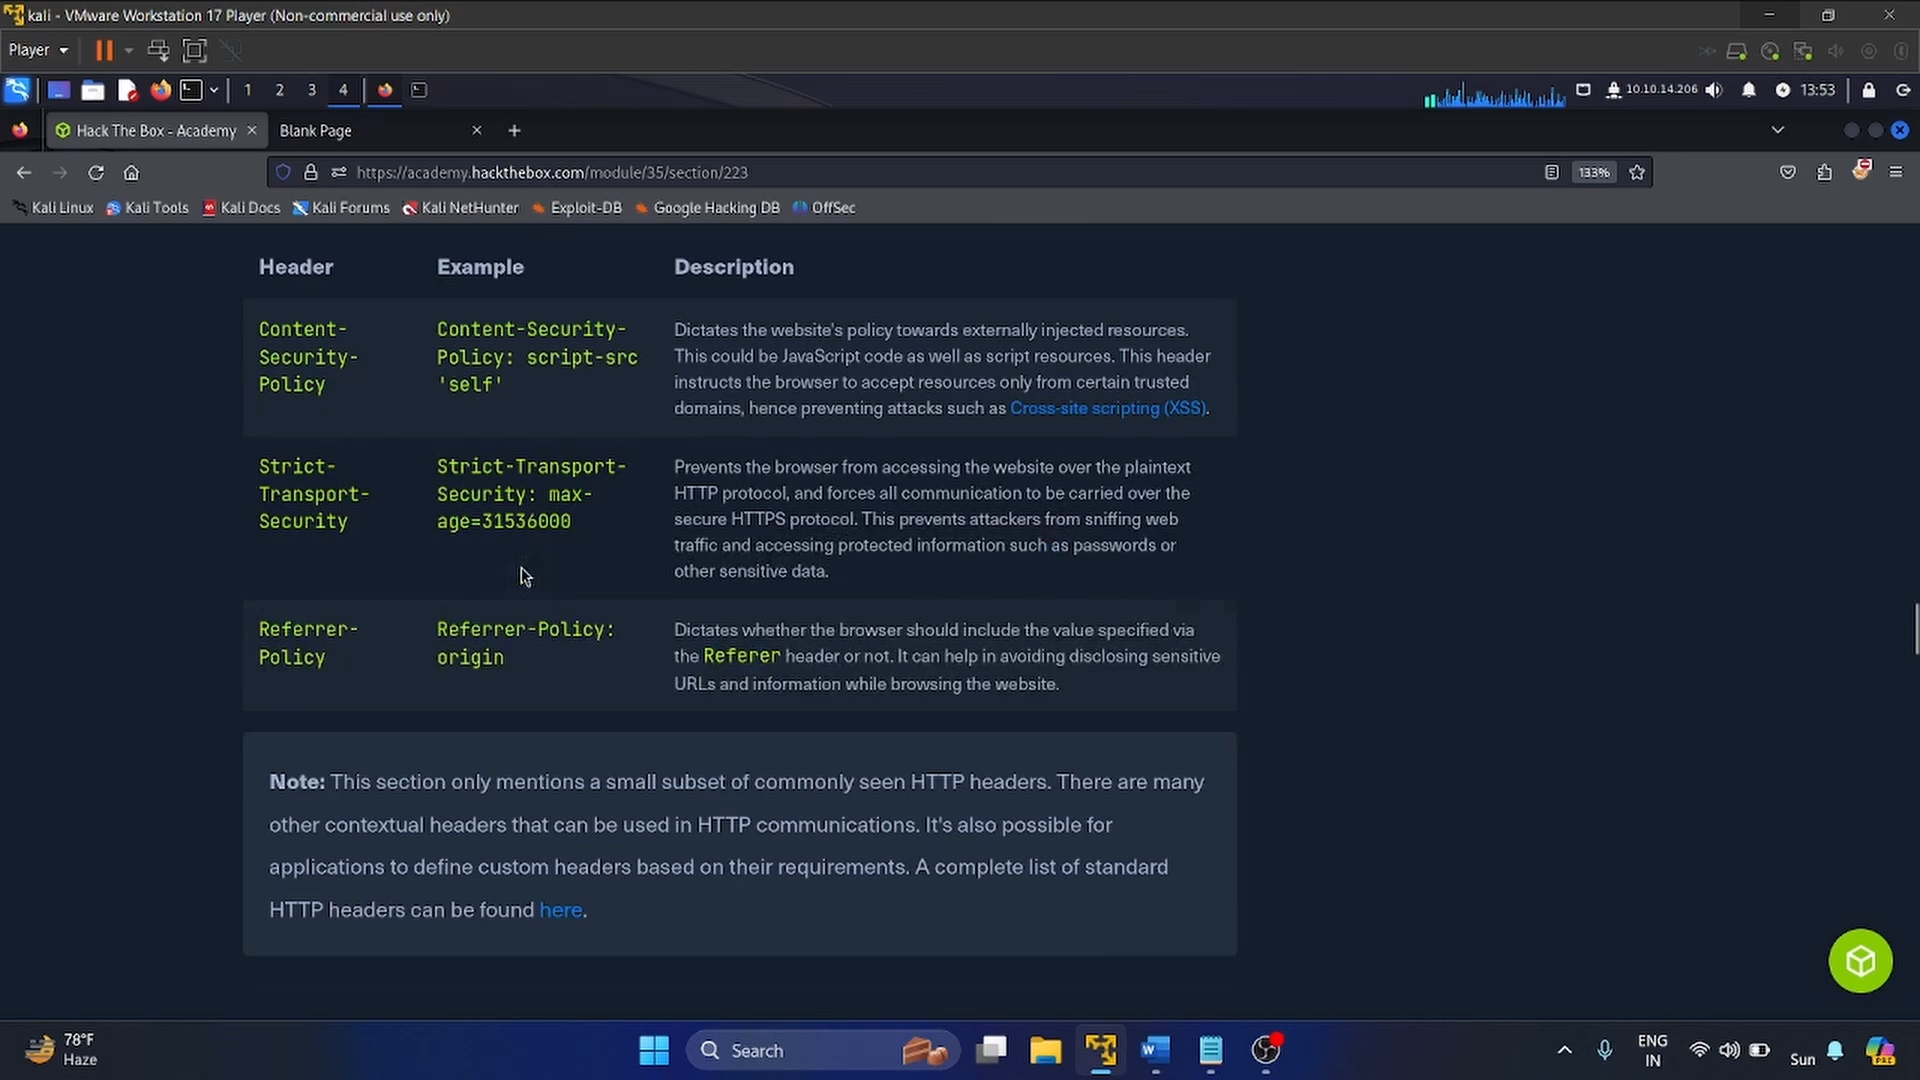 kali - VMware Workstation 17 Player (Non-commercial use only)
Player
1 2 3 4
10.10.14.206
13:53
Hack The Box - Academy
Blank Page
https://academy.hackthebox.com/module/35/section/223
133%
Kali Linux
Kali Tools
Kali Docs
Kali Forums
Kali NetHunter
Exploit-DB
Google Hacking DB
OffSec
Header
Example
Description
Content-
Security-
Policy
Content-Security-
Policy: script-src
'self'
Dictates the website's policy towards externally injected resources.
This could be JavaScript code as well as script resources. This header
instructs the browser to accept resources only from certain trusted
domains, hence preventing attacks such as Cross-site scripting (XSS).
Strict-
Transport-
Security
Strict-Transport-
Security: max-
age=31536000
Prevents the browser from accessing the website over the plaintext
HTTP protocol, and forces all communication to be carried over the
secure HTTPS protocol. This prevents attackers from sniffing web
traffic and accessing protected information such as passwords or
other sensitive data.
Referrer-
Policy
Referrer-Policy:
origin
Dictates whether the browser should include the value specified via
the Referer header or not. It can help in avoiding disclosing sensitive
URLs and information while browsing the website.
Note: This section only mentions a small subset of commonly seen HTTP headers. There are many
other contextual headers that can be used in HTTP communications. It's also possible for
applications to define custom headers based on their requirements. A complete list of standard
HTTP headers can be found here.
78°F
Haze
Search
ENG
IN
Sun